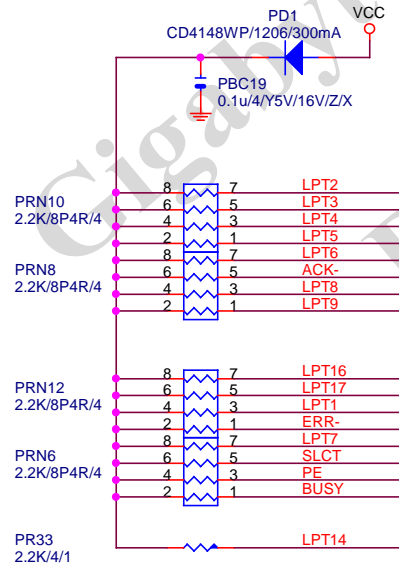 PD1 VCC
CD4148WP/1206/300mA
PBC19
0.1u/4/Y5V/16V/Z/X
8 7 LPT2
PRN10 6 5 LPT3
2.2K/8P4R/4 4 3 LPT4
2 1 LPT5
8 7 LPT6
PRN8 6 5 ACK-
2.2K/8P4R/4 4 3 LPT8
2 1 LPT9
8 7 LPT16
PRN12 6 5 LPT17
2.2K/8P4R/4 4 3 LPT1
2 1 ERR-
8 7 LPT7
PRN6 6 5 SLCT
2.2K/8P4R/4 4 3 PE
2 1 BUSY
PR33 LPT14
2.2K/4/1
Gigaby